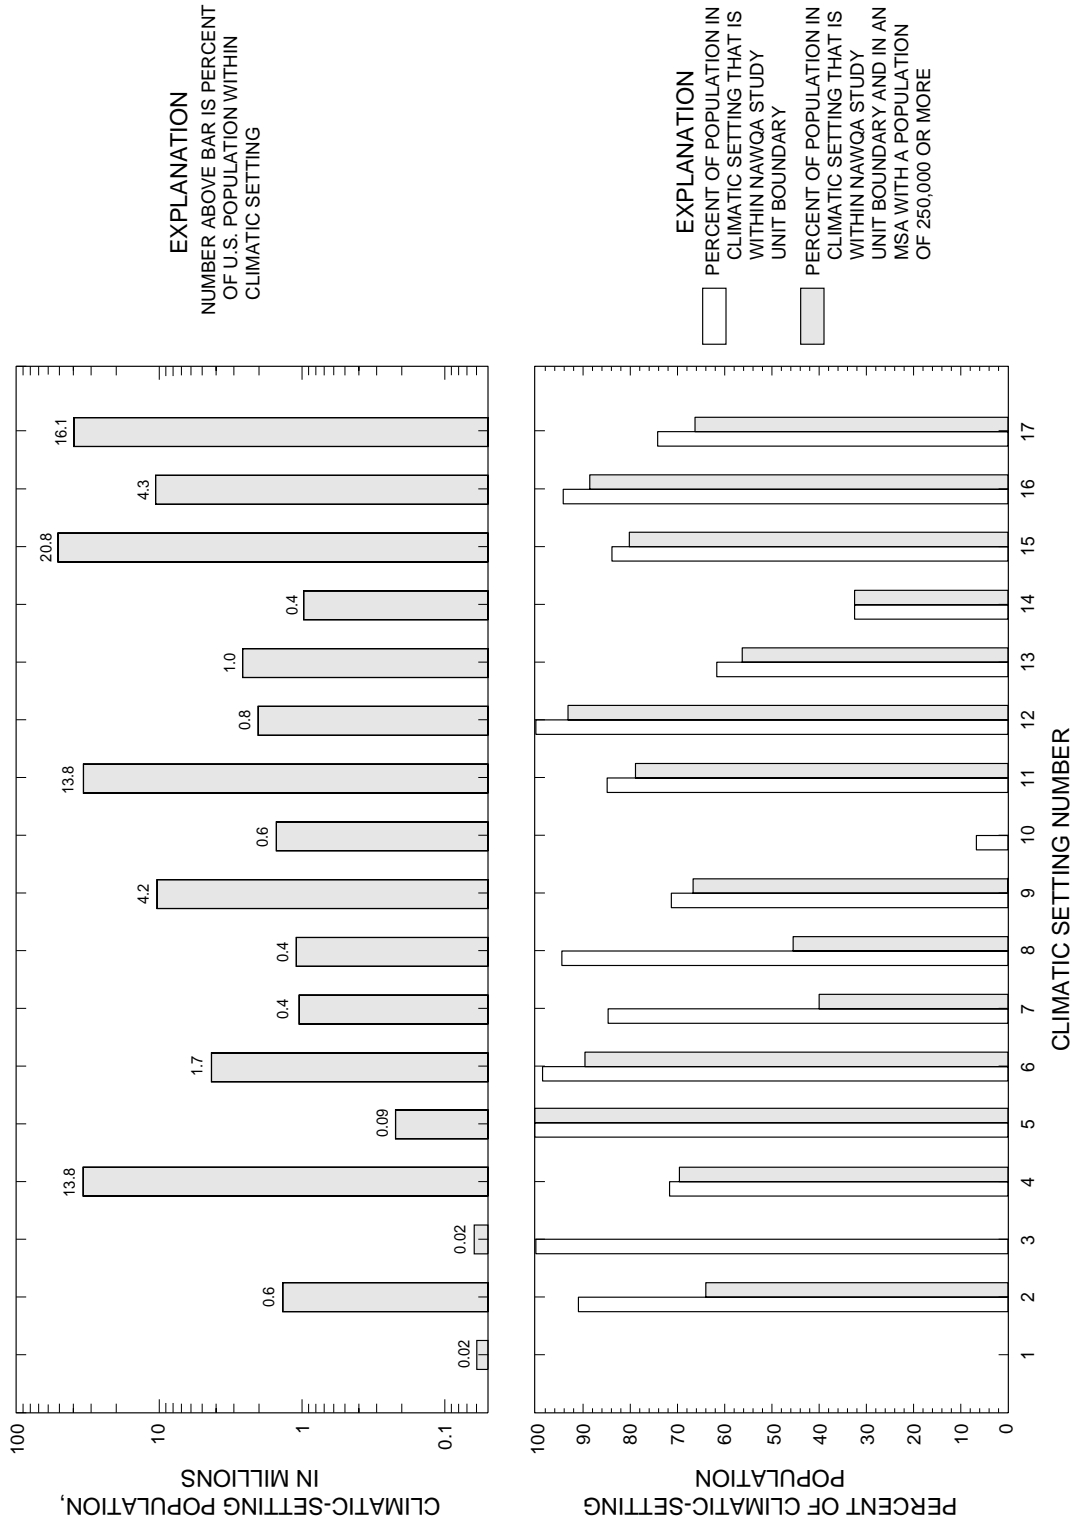 CLIMATIC-SETTING POPULATION,
IN MILLIONS
100
10
1
0.1
0.02
0.6
0.02
13.8
0.09
1.7
0.4
0.4
4.2
0.6
13.8
0.8
1.0
0.4
20.8
4.3
16.1
EXPLANATION
NUMBER ABOVE BAR IS PERCENT
OF U.S. POPULATION WITHIN
CLIMATIC SETTING
PERCENT OF CLIMATIC-SETTING
POPULATION
100
90
80
70
60
50
40
30
20
10
0
1 2 3 4 5 6 7 8 9 10 11 12 13 14 15 16 17
CLIMATIC SETTING NUMBER
EXPLANATION
PERCENT OF POPULATION IN
CLIMATIC SETTING THAT IS
WITHIN NAWQA STUDY
UNIT BOUNDARY
PERCENT OF POPULATION IN
CLIMATIC SETTING THAT IS
WITHIN NAWQA STUDY
UNIT BOUNDARY AND IN AN
MSA WITH A POPULATION
OF 250,000 OR MORE